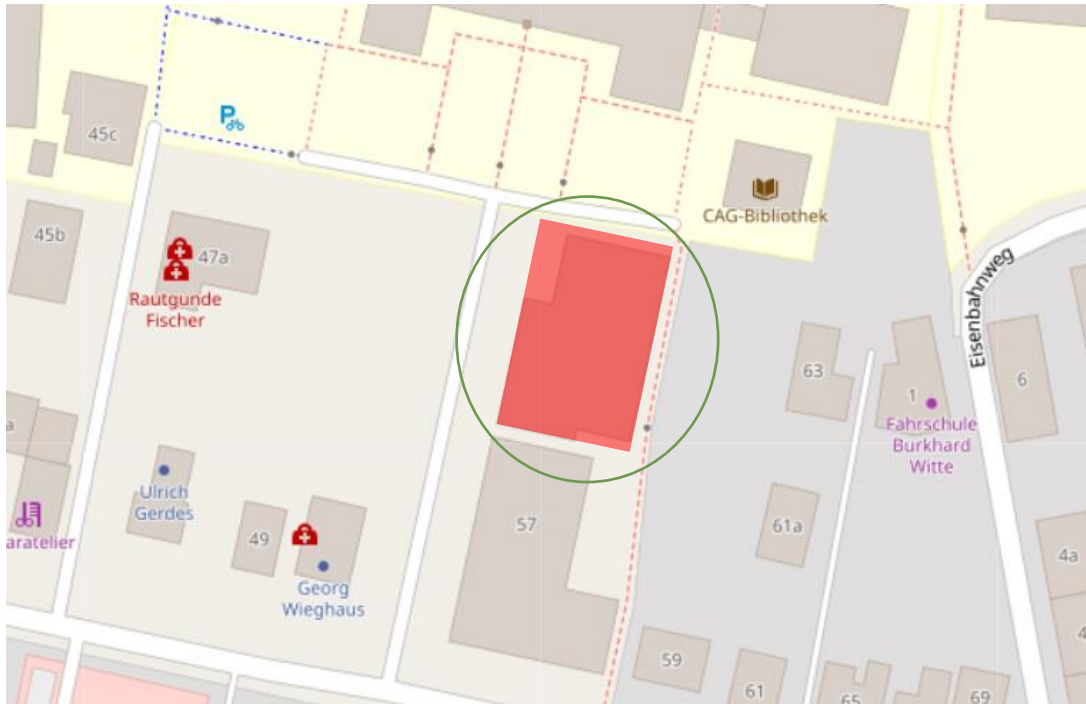 P
45c
45b
47a
Rautgunde
Fischer
CAG-Bibliothek
Eisenbahnweg
63
1
6
Fahrschule
Burkhard
Witte
a
Ulrich
Gerdes
aratelier
49
57
61a
4a
Georg
Wieghaus
59
61
65
69